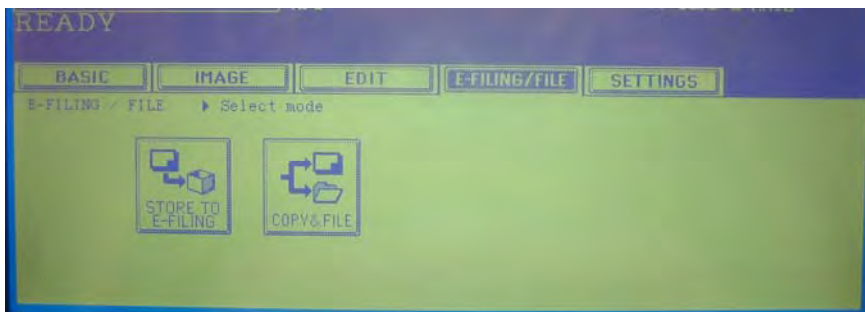 READY
BASIC IMAGE EDIT E-FILING/FILE SETTINGS
E-FILING / FILE ▶ Select mode
STORE TO
E-FILING
COPY&FILE